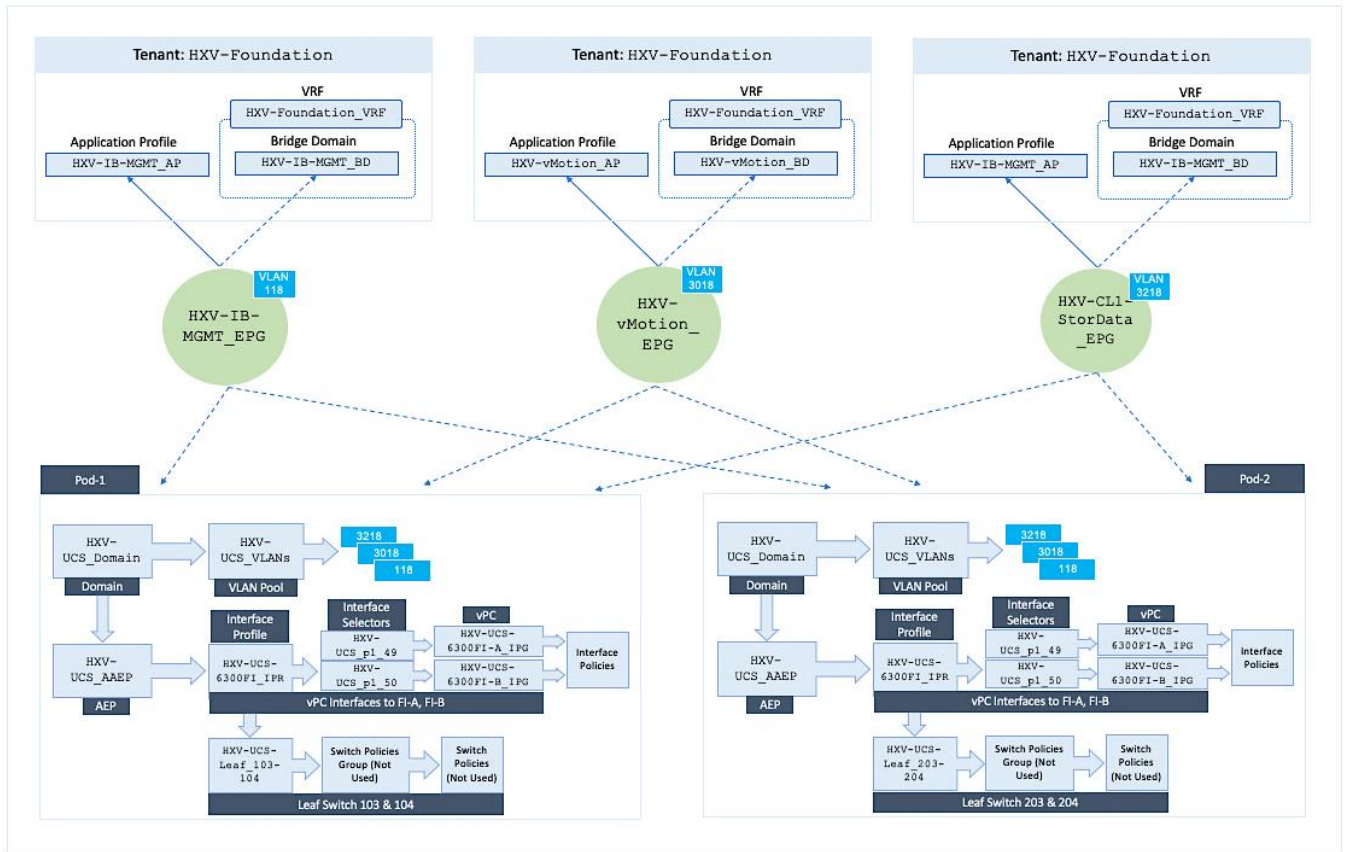 Tenant: HXV-Foundation
VRF
HXV-Foundation_VRF
Application Profile
Bridge Domain
HXV-IB-MGMT_AP
HXV-IB-MGMT_BD
Tenant: HXV-Foundation
VRF
HXV-Foundation_VRF
Application Profile
Bridge Domain
HXV-vMotion_AP
HXV-vMotion_BD
Tenant: HXV-Foundation
VRF
HXV-Foundation_VRF
Application Profile
Bridge Domain
HXV-IB-MGMT_AP
HXV-IB-MGMT_BD
VLAN
118
HXV-IB-
MGMT_EPG
VLAN
3018
HXV-
vMotion_
EPG
VLAN
3218
HXV-CL1-
StorData
_EPG
Pod-1
HXV-
UCS_Domain
Domain
HXV-
UCS_VLANs
VLAN Pool
3218
3018
118
HXV-
UCS_AAEP
AEP
Interface
Profile
HXV-UCS-
6300FI_IPR
Interface
Selectors
HXV-
UCS_p1_49
HXV-
UCS_p1_50
vPC
HXV-UCS-
6300FI-A_IPG
HXV-UCS-
6300FI-B_IPG
Interface
Policies
vPC Interfaces to FI-A, FI-B
HXV-UCS-
Leaf_103-
104
Switch Policies
Group (Not
Used)
Switch
Policies
(Not Used)
Leaf Switch 103 & 104
Pod-2
HXV-
UCS_Domain
Domain
HXV-
UCS_VLANs
VLAN Pool
3218
3018
118
HXV-
UCS_AAEP
AEP
Interface
Profile
HXV-UCS-
6300FI_IPR
Interface
Selectors
HXV-
UCS_p1_49
HXV-
UCS_p1_50
vPC
HXV-UCS-
6300FI-A_IPG
HXV-UCS-
6300FI-B_IPG
Interface
Policies
vPC Interfaces to FI-A, FI-B
HXV-UCS-
Leaf_203-
204
Switch Policies
Group (Not
Used)
Switch
Policies
(Not Used)
Leaf Switch 203 & 204